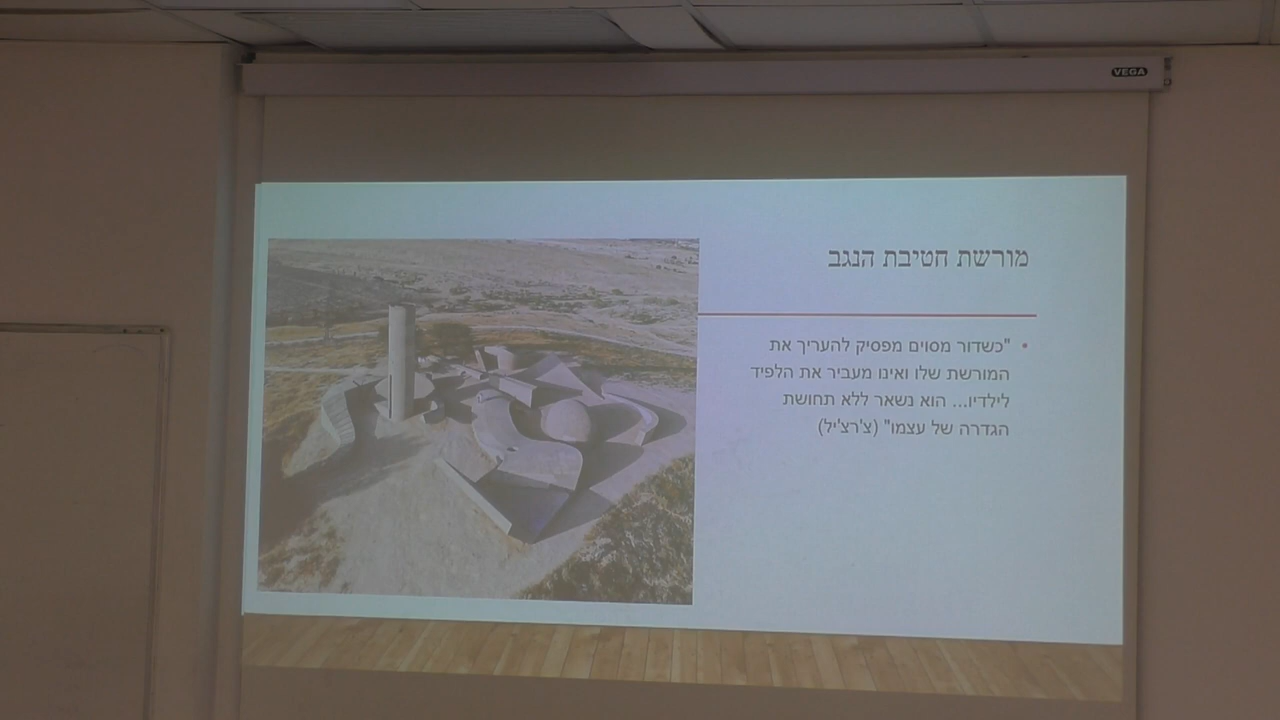 VEGA
מורשת חטיבת הנגב
• "כשדור מסוים מפסיק להעריך את
המורשת שלו ואינו מעביר את הלפיד
לילדיו... הוא נשאר ללא תחושת
הגדרה של עצמו" (צ'רצ'יל)